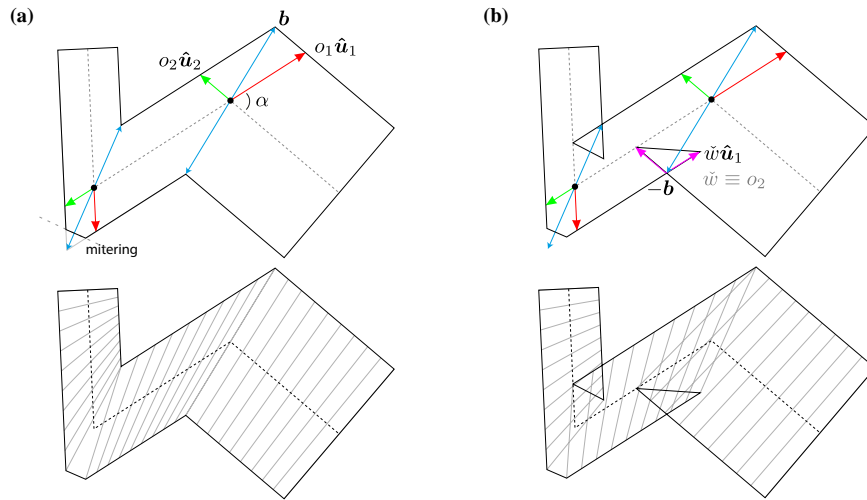 (a)
b
o₁û₁
o₂û₂
α
mitering
(b)
w̌û₁
w̌ ≡ o₂
−b